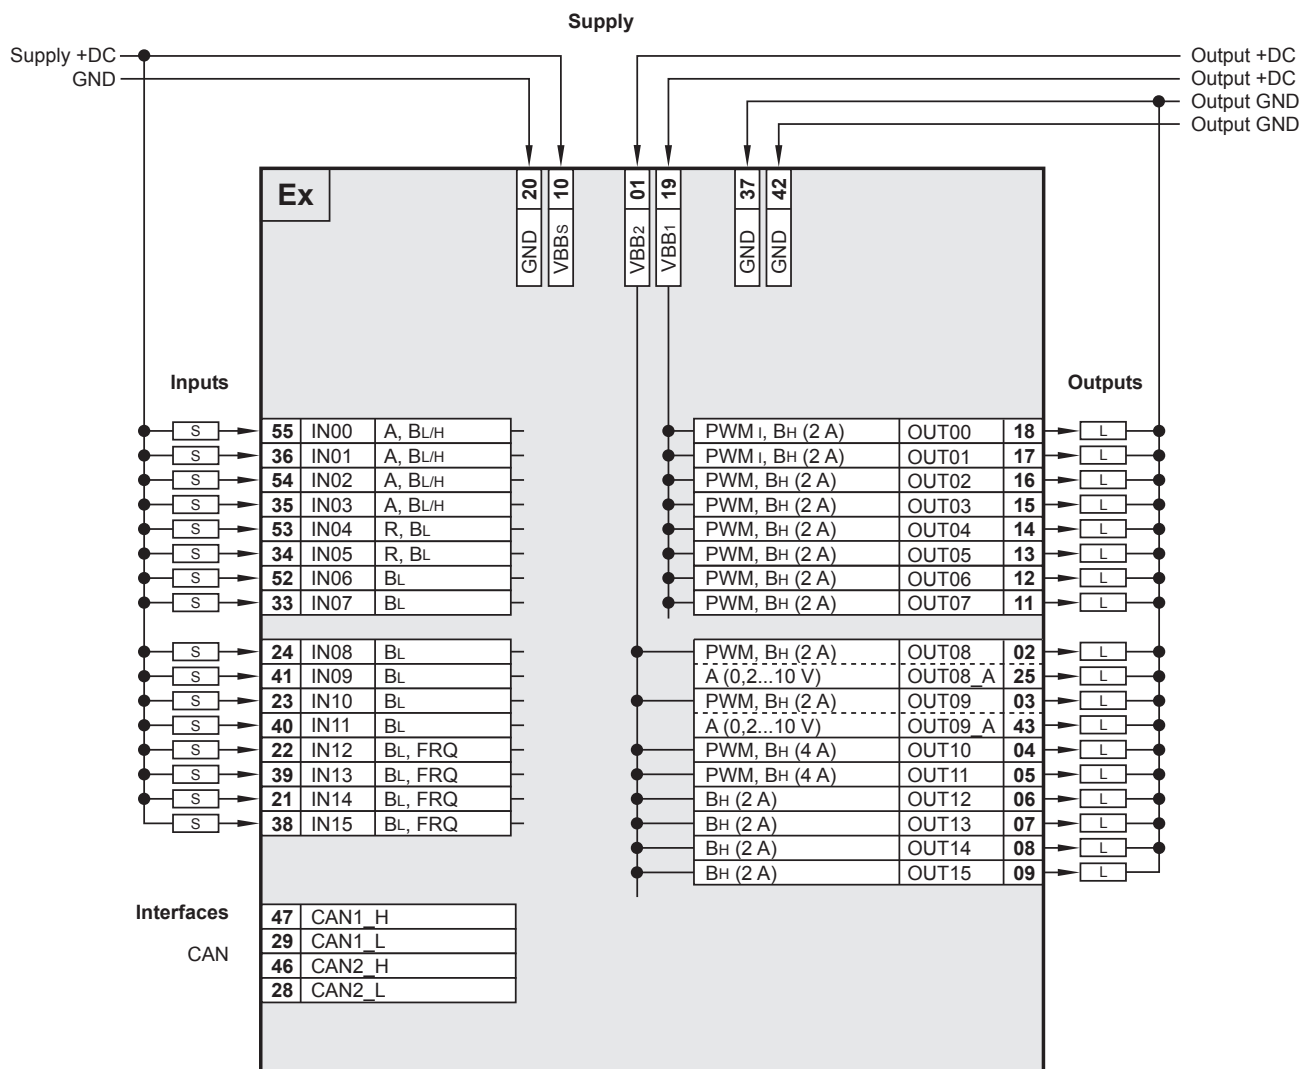 Supply
Supply +DC
GND
Output +DC
Output +DC
Output GND
Output GND
Ex
20 GND
10 VBBs
01 VBB2
19 VBB1
37 GND
42 GND
Inputs
Outputs
S 55 IN00 A, BL/H
S 36 IN01 A, BL/H
S 54 IN02 A, BL/H
S 35 IN03 A, BL/H
S 53 IN04 R, BL
S 34 IN05 R, BL
S 52 IN06 BL
S 33 IN07 BL
S 24 IN08 BL
S 41 IN09 BL
S 23 IN10 BL
S 40 IN11 BL
S 22 IN12 BL, FRQ
S 39 IN13 BL, FRQ
S 21 IN14 BL, FRQ
S 38 IN15 BL, FRQ
PWM I, BH (2 A) OUT00 18 L
PWM I, BH (2 A) OUT01 17 L
PWM, BH (2 A) OUT02 16 L
PWM, BH (2 A) OUT03 15 L
PWM, BH (2 A) OUT04 14 L
PWM, BH (2 A) OUT05 13 L
PWM, BH (2 A) OUT06 12 L
PWM, BH (2 A) OUT07 11 L
PWM, BH (2 A) OUT08 02 L
A (0,2...10 V) OUT08_A 25 L
PWM, BH (2 A) OUT09 03 L
A (0,2...10 V) OUT09_A 43 L
PWM, BH (4 A) OUT10 04 L
PWM, BH (4 A) OUT11 05 L
BH (2 A) OUT12 06 L
BH (2 A) OUT13 07 L
BH (2 A) OUT14 08 L
BH (2 A) OUT15 09 L
Interfaces
CAN
47 CAN1_H
29 CAN1_L
46 CAN2_H
28 CAN2_L